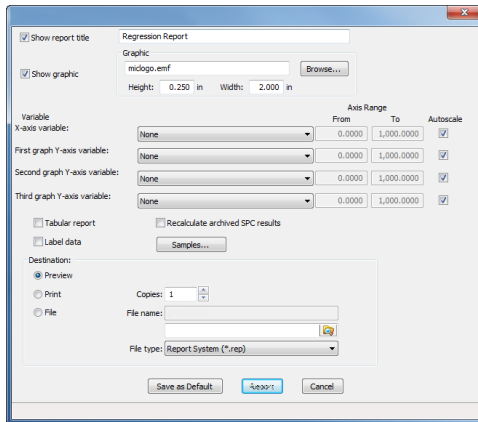 Show report title Regression Report
Graphic
Show graphic miclogo.emf Browse...
Height: 0.250 in Width: 2.000 in
Axis Range
Variable From To Autoscale
X-axis variable: None 0.0000 1,000.0000
First graph Y-axis variable: None 0.0000 1,000.0000
Second graph Y-axis variable: None 0.0000 1,000.0000
Third graph Y-axis variable: None 0.0000 1,000.0000
Tabular report Recalculate archived SPC results
Label data Samples...
Destination:
Preview
Print Copies: 1
File File name:
File type: Report System (*.rep)
Save as Default Report Cancel